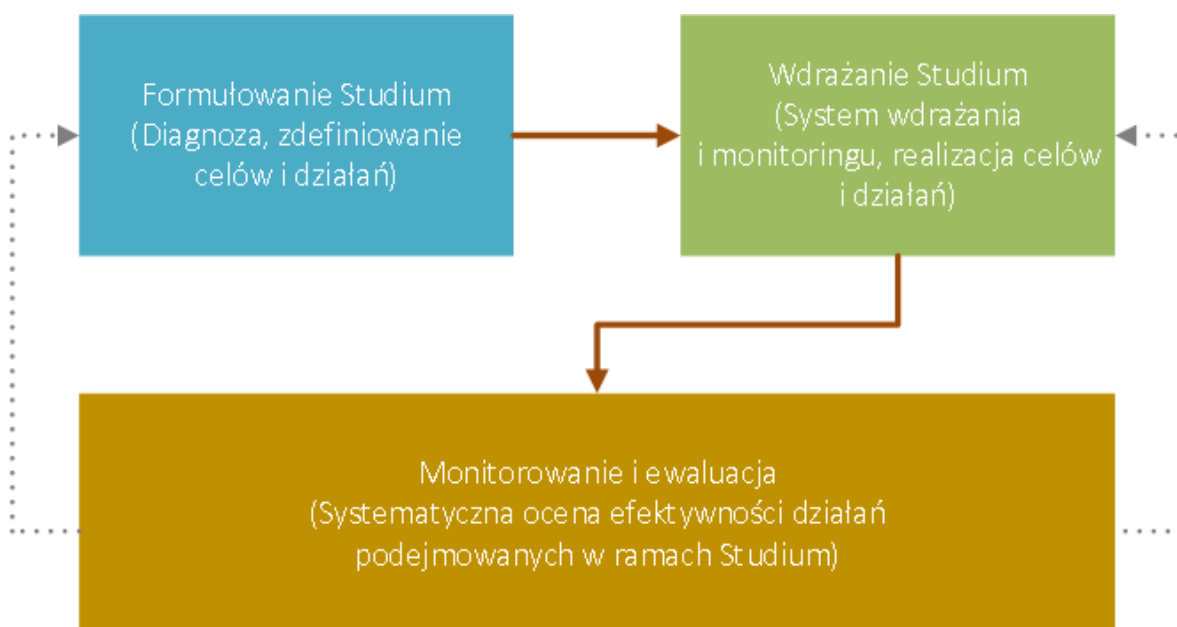 Formułowanie Studium
(Diagnoza, zdefiniowanie
celów i działań)
Wdrażanie Studium
(System wdrażania
i monitoringu, realizacja celów
i działań)
Monitorowanie i ewaluacja
(Systematyczna ocena efektywności działań
podejmowanych w ramach Studium)